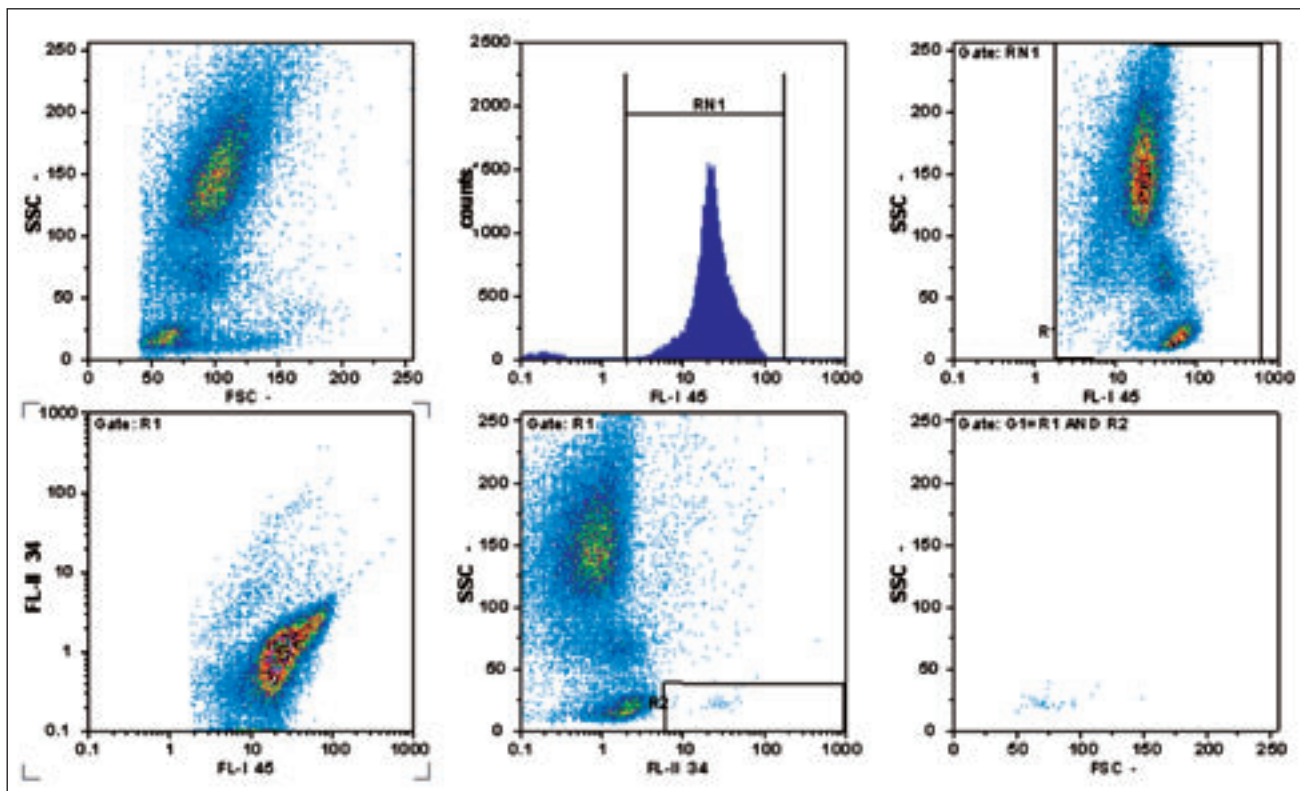 250
200
150
100
50
0
SSC -
0 50 100 150 200 250
FSC -
2500
2000
1500
1000
500
0
counts
RN1
0.1 1 10 100 1000
FL-I 45
Gate: RN1
250
200
150
100
50
0
SSC -
R
0.1 1 10 100 1000
FL-I 45
Gate: R1
1000
100
10
1
0.1
FL-II 34
0.1 1 10 100 1000
FL-I 45
Gate: R1
250
200
150
100
50
0
SSC -
R2
0.1 1 10 100 1000
FL-II 34
Gate: G1=R1 AND R2
250
200
150
100
50
0
SSC -
0 50 100 150 200 250
FSC -